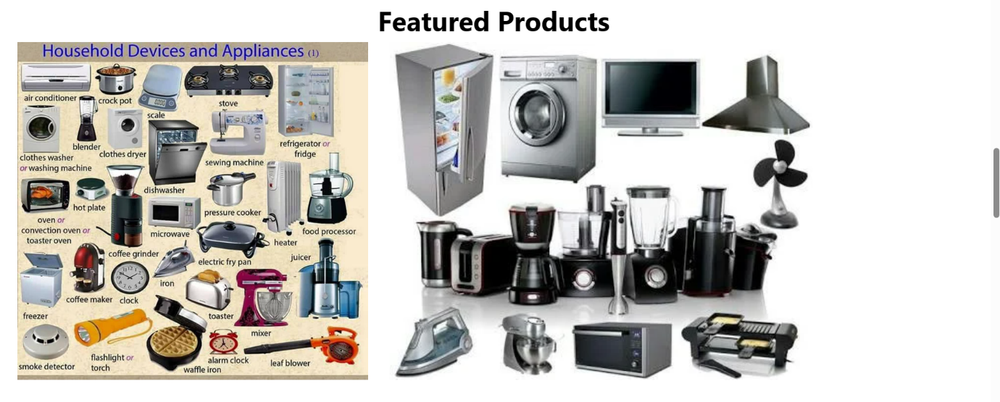 Featured Products
Household Devices and Appliances (1)
air conditioner
crock pot
scale
stove
refrigerator or
fridge
clothes washer
or washing machine
blender
clothes dryer
dishwasher
sewing machine
oven or
convection oven or
toaster oven
hot plate
coffee grinder
microwave
pressure cooker
heater
food processor
electric fry pan
juicer
freezer
coffee maker
clock
iron
toaster
mixer
smoke detector
flashlight or
torch
waffle iron
alarm clock
leaf blower